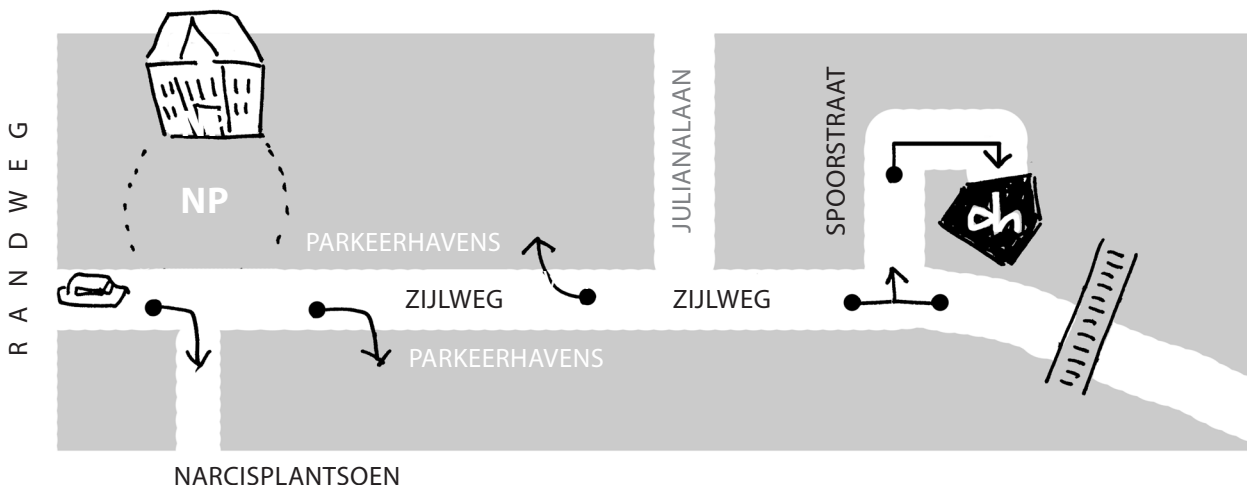 RANDWEG
NP
PARKEERHAVENS
ZIJLWEG
PARKEERHAVENS
JULIANALAAN
ZIJLWEG
SPOORSTRAAT
dh
NARCISPLANTSOEN